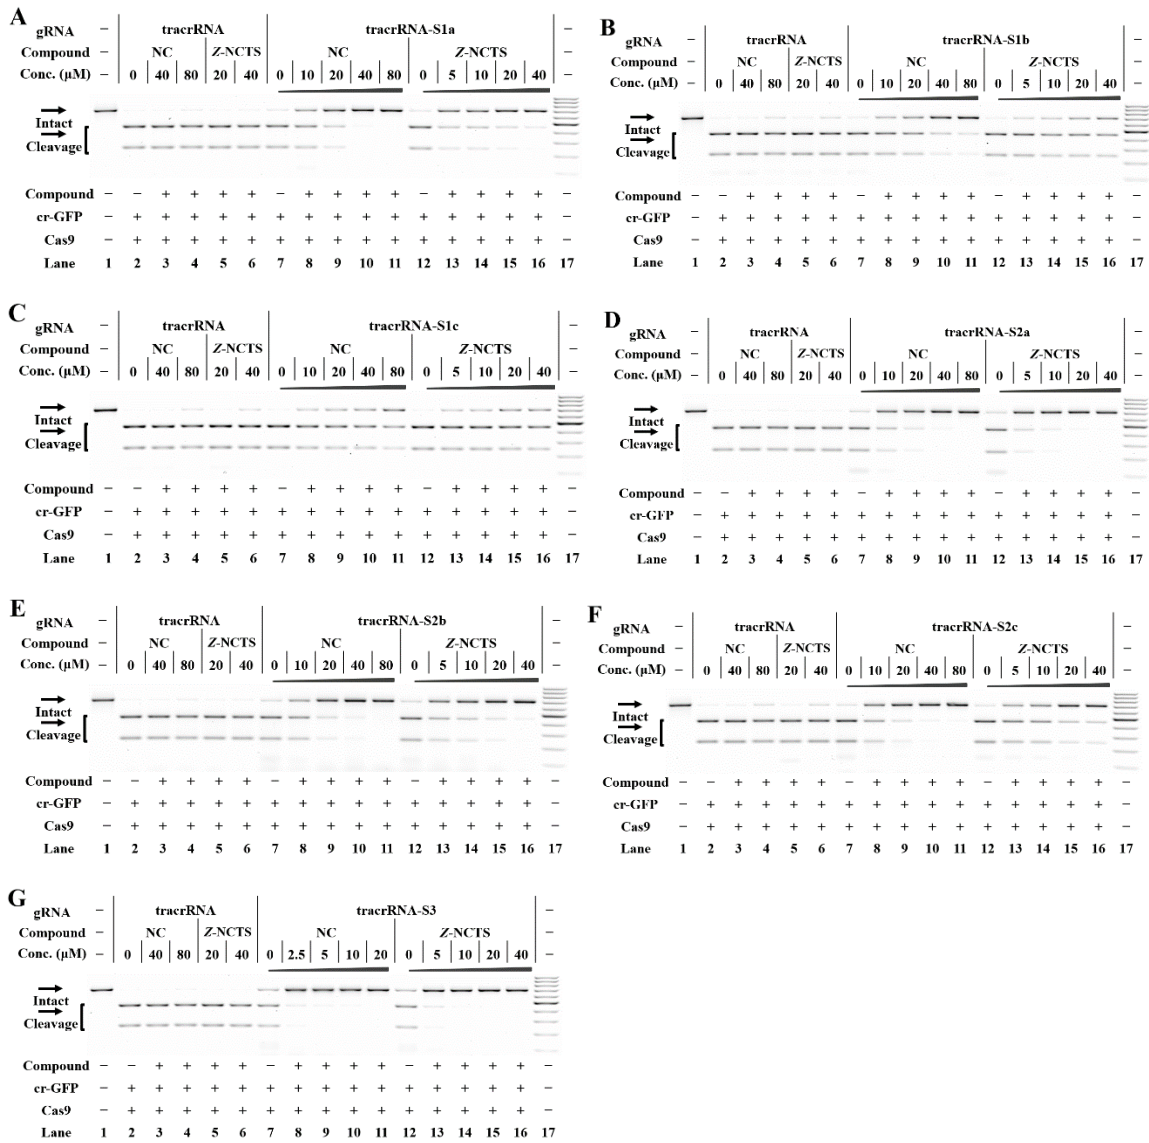 A
gRNA – tracrRNA tracrRNA-S1a –
Compound – NC Z-NCTS NC Z-NCTS –
Conc. (μM) – 0 40 80 20 40 0 10 20 40 80 0 5 10 20 40 –
Intact
Cleavage
Compound – – + + + + – + + + + – + + + + –
cr-GFP – + + + + + + + + + + + + + + + –
Cas9 – + + + + + + + + + + + + + + + –
Lane 1 2 3 4 5 6 7 8 9 10 11 12 13 14 15 16 17
B
gRNA – tracrRNA tracrRNA-S1b –
Compound – NC Z-NCTS NC Z-NCTS –
Conc. (μM) – 0 40 80 20 40 0 10 20 40 80 0 5 10 20 40 –
Intact
Cleavage
Compound – – + + + + – + + + + – + + + + –
cr-GFP – + + + + + + + + + + + + + + + –
Cas9 – + + + + + + + + + + + + + + + –
Lane 1 2 3 4 5 6 7 8 9 10 11 12 13 14 15 16 17
C
gRNA – tracrRNA tracrRNA-S1c –
Compound – NC Z-NCTS NC Z-NCTS –
Conc. (μM) – 0 40 80 20 40 0 10 20 40 80 0 5 10 20 40 –
Intact
Cleavage
Compound – – + + + + – + + + + – + + + + –
cr-GFP – + + + + + + + + + + + + + + + –
Cas9 – + + + + + + + + + + + + + + + –
Lane 1 2 3 4 5 6 7 8 9 10 11 12 13 14 15 16 17
D
gRNA – tracrRNA tracrRNA-S2a –
Compound – NC Z-NCTS NC Z-NCTS –
Conc. (μM) – 0 40 80 20 40 0 10 20 40 80 0 5 10 20 40 –
Intact
Cleavage
Compound – – + + + + – + + + + – + + + + –
cr-GFP – + + + + + + + + + + + + + + + –
Cas9 – + + + + + + + + + + + + + + + –
Lane 1 2 3 4 5 6 7 8 9 10 11 12 13 14 15 16 17
E
gRNA – tracrRNA tracrRNA-S2b –
Compound – NC Z-NCTS NC Z-NCTS –
Conc. (μM) – 0 40 80 20 40 0 10 20 40 80 0 5 10 20 40 –
Intact
Cleavage
Compound – – + + + + – + + + + – + + + + –
cr-GFP – + + + + + + + + + + + + + + + –
Cas9 – + + + + + + + + + + + + + + + –
Lane 1 2 3 4 5 6 7 8 9 10 11 12 13 14 15 16 17
F
gRNA – tracrRNA tracrRNA-S2c –
Compound – NC Z-NCTS NC Z-NCTS –
Conc. (μM) – 0 40 80 20 40 0 10 20 40 80 0 5 10 20 40 –
Intact
Cleavage
Compound – – + + + + – + + + + – + + + + –
cr-GFP – + + + + + + + + + + + + + + + –
Cas9 – + + + + + + + + + + + + + + + –
Lane 1 2 3 4 5 6 7 8 9 10 11 12 13 14 15 16 17
G
gRNA – tracrRNA tracrRNA-S3 –
Compound – NC Z-NCTS NC Z-NCTS –
Conc. (μM) – 0 40 80 20 40 0 2.5 5 10 20 0 5 10 20 40 –
Intact
Cleavage
Compound – – + + + + – + + + + – + + + + –
cr-GFP – + + + + + + + + + + + + + + + –
Cas9 – + + + + + + + + + + + + + + + –
Lane 1 2 3 4 5 6 7 8 9 10 11 12 13 14 15 16 17